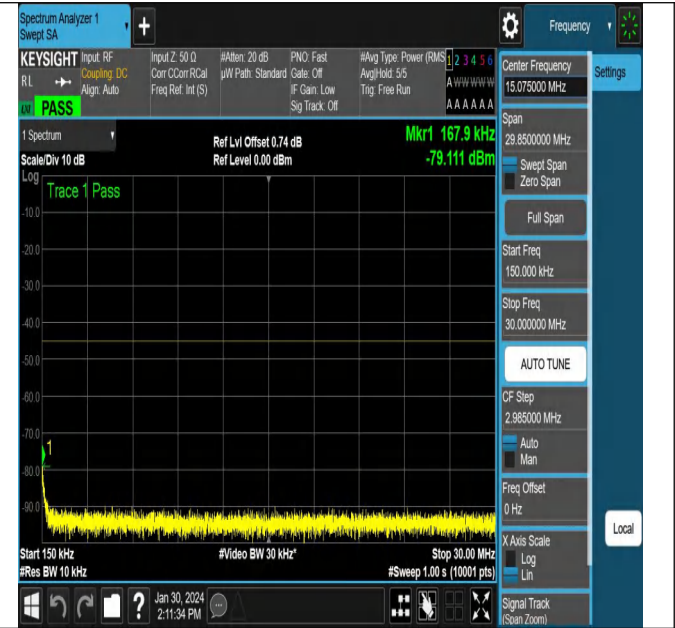 Spectrum Analyzer 1
Swept SA
+
Frequency
KEYSIGHT
RL
PASS
Input: RF
Coupling: DC
Align: Auto
Input Z: 50 Ω
Corr CCorr RCal
Freq Ref: Int (S)
#Atten: 20 dB
µW Path: Standard
PNO: Fast
Gate: Off
IF Gain: Low
Sig Track: Off
#Avg Type: Power (RMS
Avg|Hold: 5/5
Trig: Free Run
1 2 3 4 5 6
A W W W W W
A A A A A A
1 Spectrum
Scale/Div 10 dB
Ref Lvl Offset 0.74 dB
Ref Level 0.00 dBm
Mkr1 167.9 kHz
-79.111 dBm
Log
Trace 1 Pass
-10.0
-20.0
-30.0
-40.0
-50.0
-60.0
-70.0
1
-80.0
-90.0
Start 150 kHz
#Res BW 10 kHz
#Video BW 30 kHz*
Stop 30.00 MHz
#Sweep 1.00 s (10001 pts)
?
Jan 30, 2024
2:11:34 PM
Center Frequency
15.075000 MHz
Settings
Span
29.8500000 MHz
Swept Span
Zero Span
Full Span
Start Freq
150.000 kHz
Stop Freq
30.000000 MHz
AUTO TUNE
CF Step
2.985000 MHz
Auto
Man
Freq Offset
0 Hz
X Axis Scale
Log
Lin
Local
Signal Track
(Span Zoom)